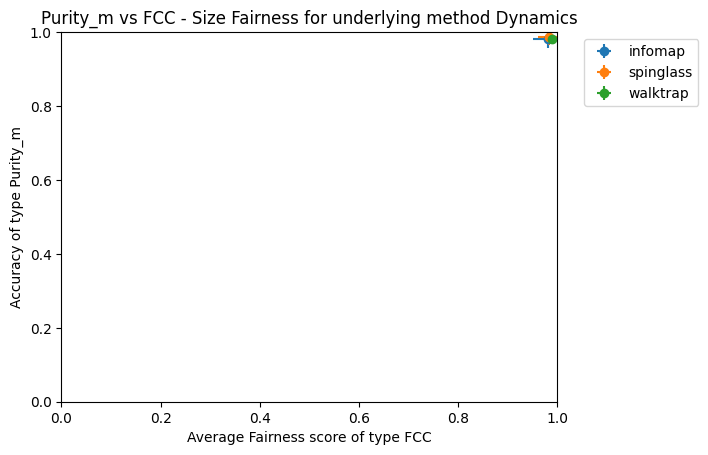 Purity_m vs FCC - Size Fairness for underlying method Dynamics
1.0
0.8
0.6
0.4
0.2
0.0
Accuracy of type Purity_m
0.0 0.2 0.4 0.6 0.8 1.0
Average Fairness score of type FCC
infomap
spinglass
walktrap